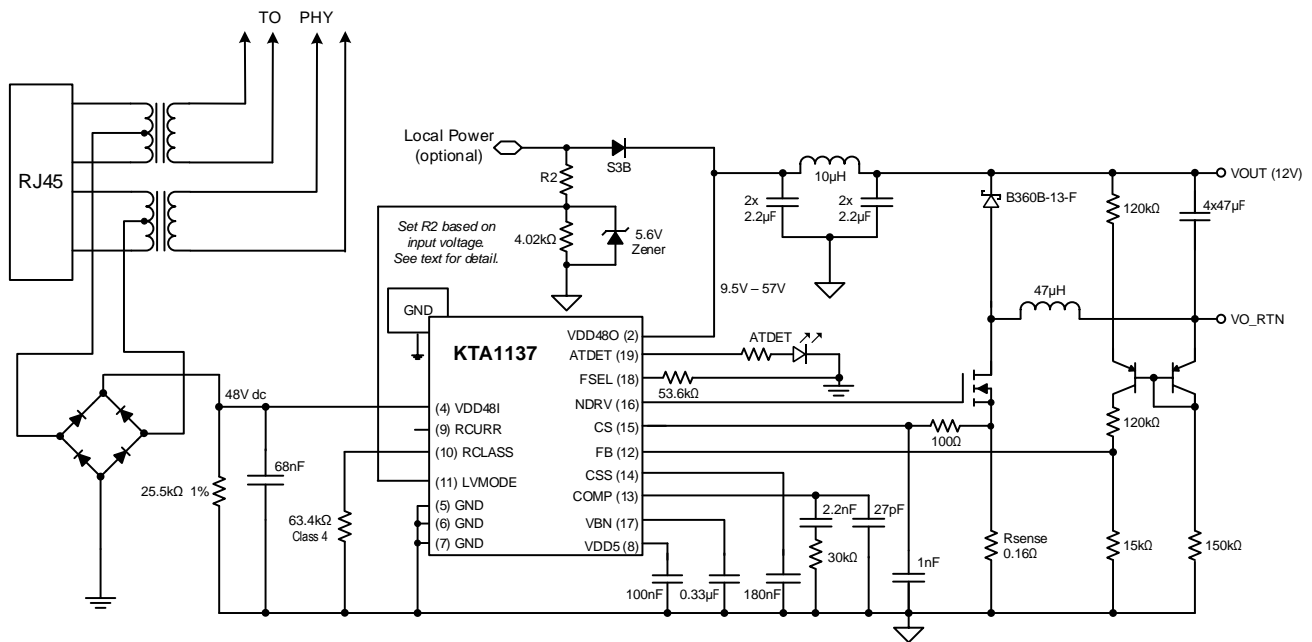 TO PHY
RJ45
Local Power
(optional)
S3B
R2
Set R2 based on
input voltage.
See text for detail.
4.02kΩ
5.6V
Zener
10µH
2x
2.2µF
2x
2.2µF
B360B-13-F
120kΩ
4x47µF
VOUT (12V)
9.5V – 57V
47µH
VO_RTN
GND
KTA1137
VDD48O (2)
ATDET (19)
FSEL (18)
NDRV (16)
CS (15)
FB (12)
CSS (14)
COMP (13)
VBN (17)
VDD5 (8)
(4) VDD48I
(9) RCURR
(10) RCLASS
(11) LVMODE
(5) GND
(6) GND
(7) GND
ATDET
53.6kΩ
100Ω
120kΩ
48V dc
68nF
25.5kΩ 1%
63.4kΩ
Class 4
2.2nF
27pF
30kΩ
100nF
0.33µF
180nF
1nF
Rsense
0.16Ω
15kΩ
150kΩ